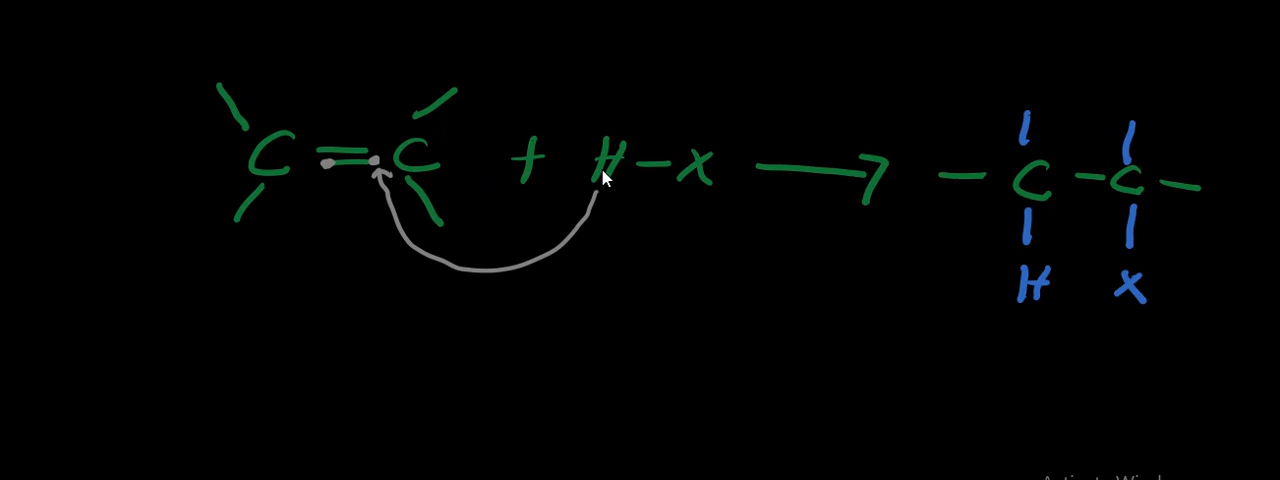 C = C + H - X → - C - C -
H X